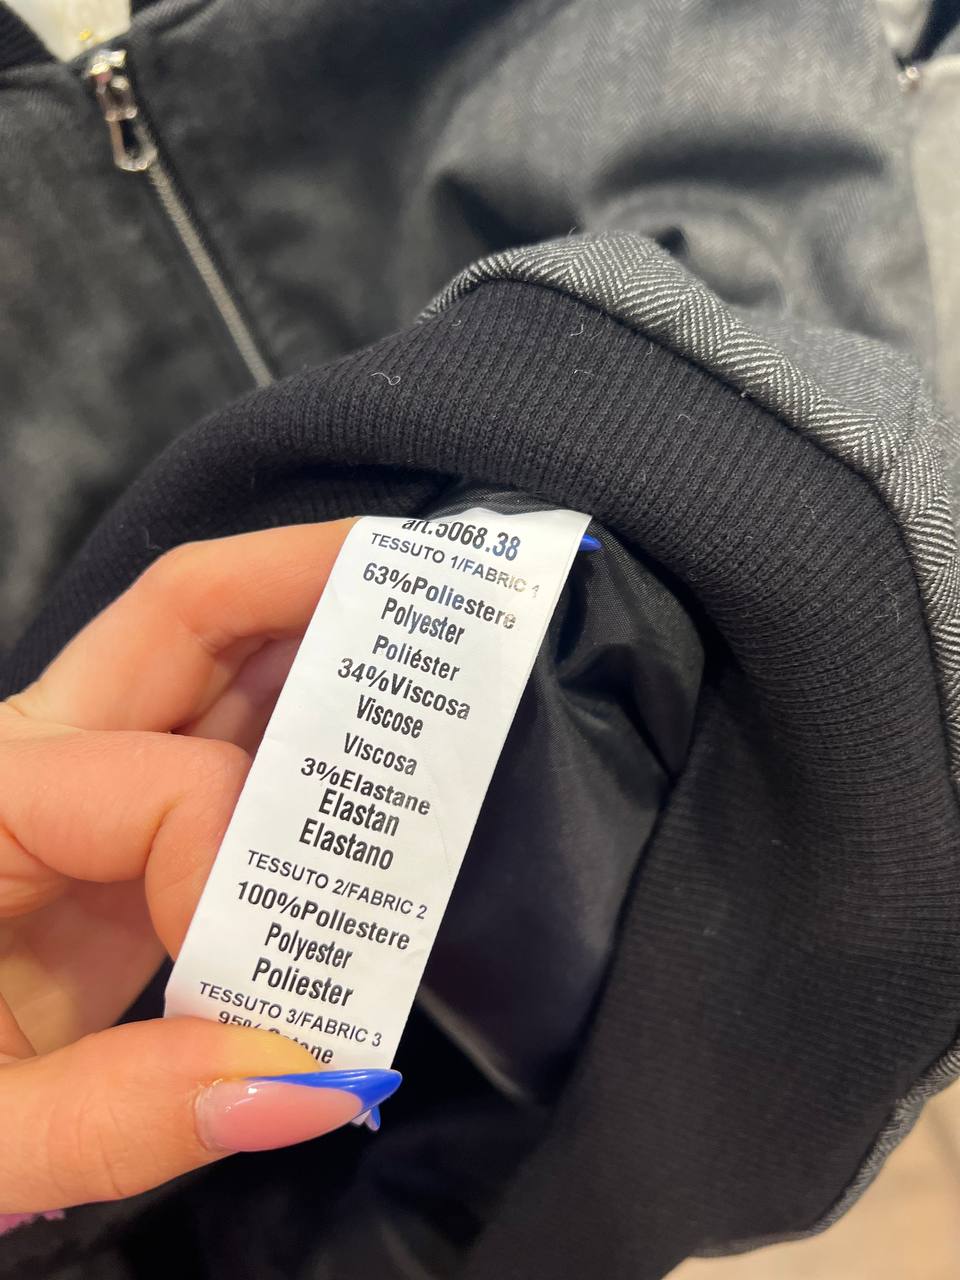 art.5068.38
TESSUTO 1/FABRIC 1
63%Poliestere
Polyester
Poliéster
34%Viscosa
Viscose
Viscosa
3%Elastane
Elastan
Elastano
TESSUTO 2/FABRIC 2
100%Poliestere
Polyester
Poliester
TESSUTO 3/FABRIC 3
95%